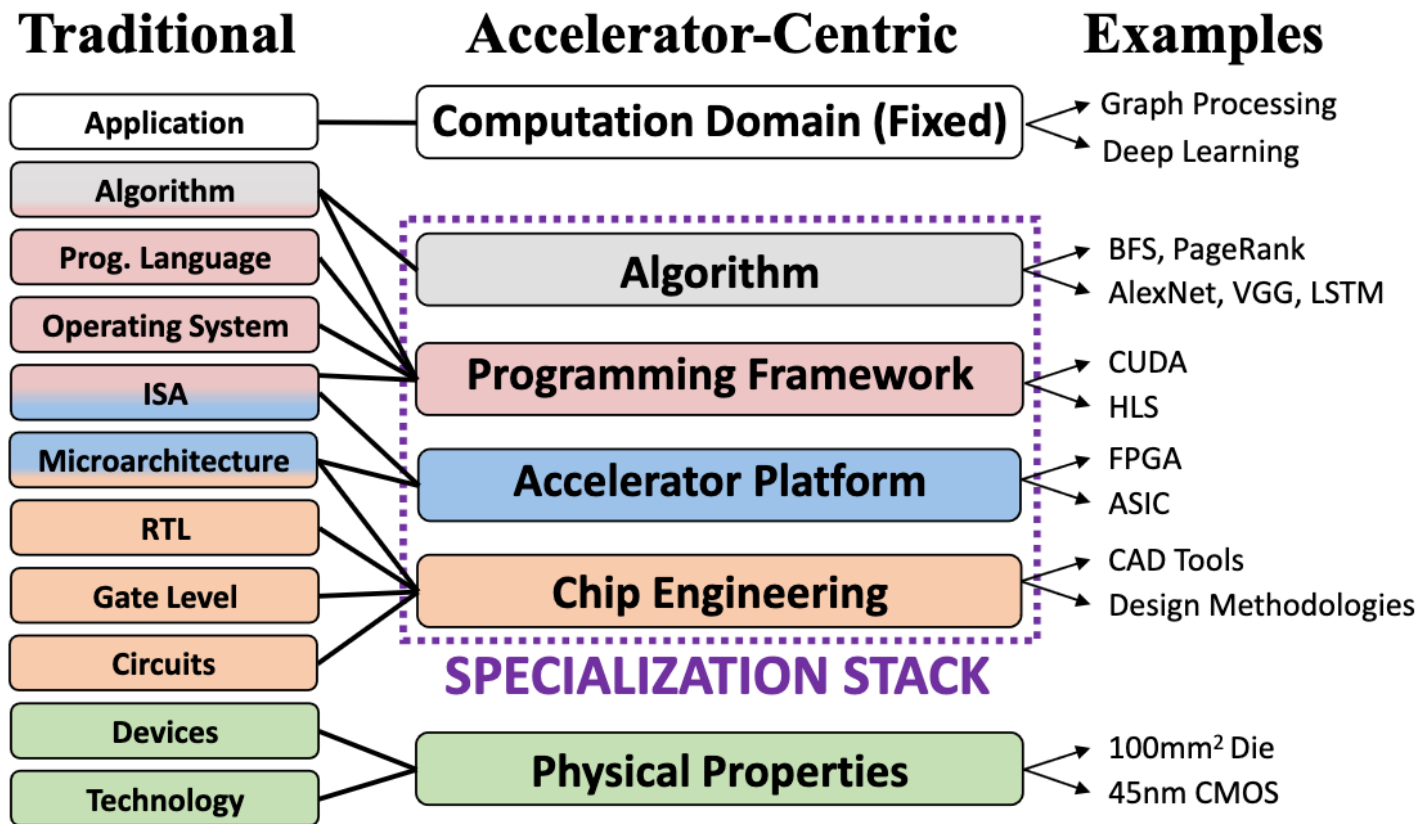 Traditional
Accelerator-Centric
Examples
Application
Computation Domain (Fixed)
Graph Processing
Deep Learning
Algorithm
Prog. Language
Operating System
ISA
Microarchitecture
RTL
Gate Level
Circuits
Devices
Technology
Algorithm
BFS, PageRank
AlexNet, VGG, LSTM
Programming Framework
CUDA
HLS
Accelerator Platform
FPGA
ASIC
Chip Engineering
CAD Tools
Design Methodologies
SPECIALIZATION STACK
Physical Properties
100mm² Die
45nm CMOS